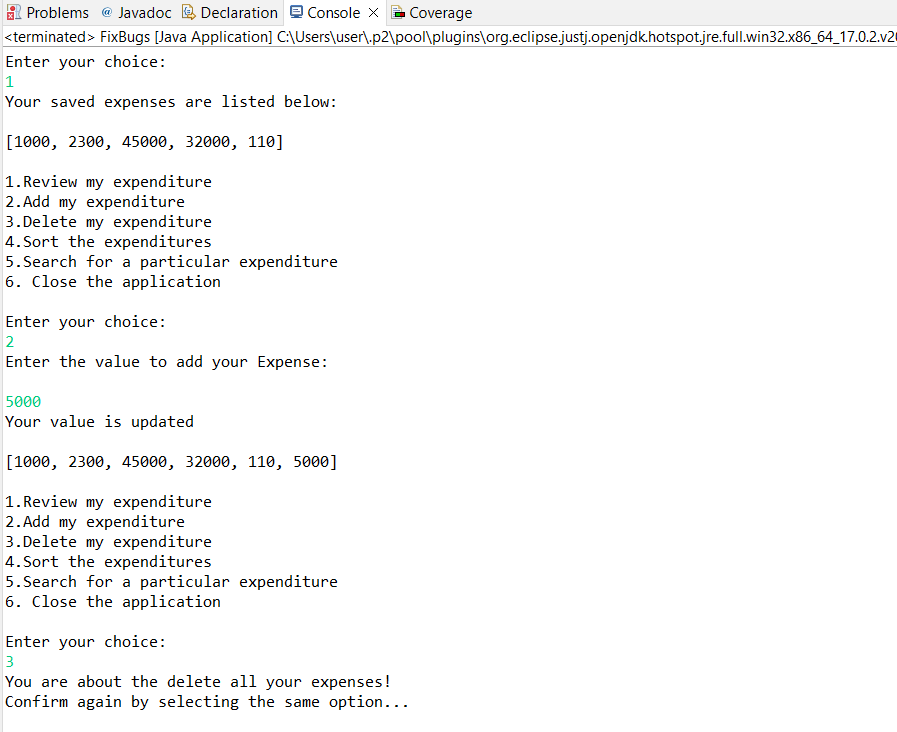 Problems @ Javadoc Declaration Console Coverage
<terminated> FixBugs [Java Application] C:\Users\user\.p2\pool\plugins\org.eclipse.justj.openjdk.hotspot.jre.full.win32.x86_64_17.0.2.v20
Enter your choice:
1
Your saved expenses are listed below:
[1000, 2300, 45000, 32000, 110]
1.Review my expenditure
2.Add my expenditure
3.Delete my expenditure
4.Sort the expenditures
5.Search for a particular expenditure
6. Close the application
Enter your choice:
2
Enter the value to add your Expense:
5000
Your value is updated
[1000, 2300, 45000, 32000, 110, 5000]
1.Review my expenditure
2.Add my expenditure
3.Delete my expenditure
4.Sort the expenditures
5.Search for a particular expenditure
6. Close the application
Enter your choice:
3
You are about the delete all your expenses!
Confirm again by selecting the same option...